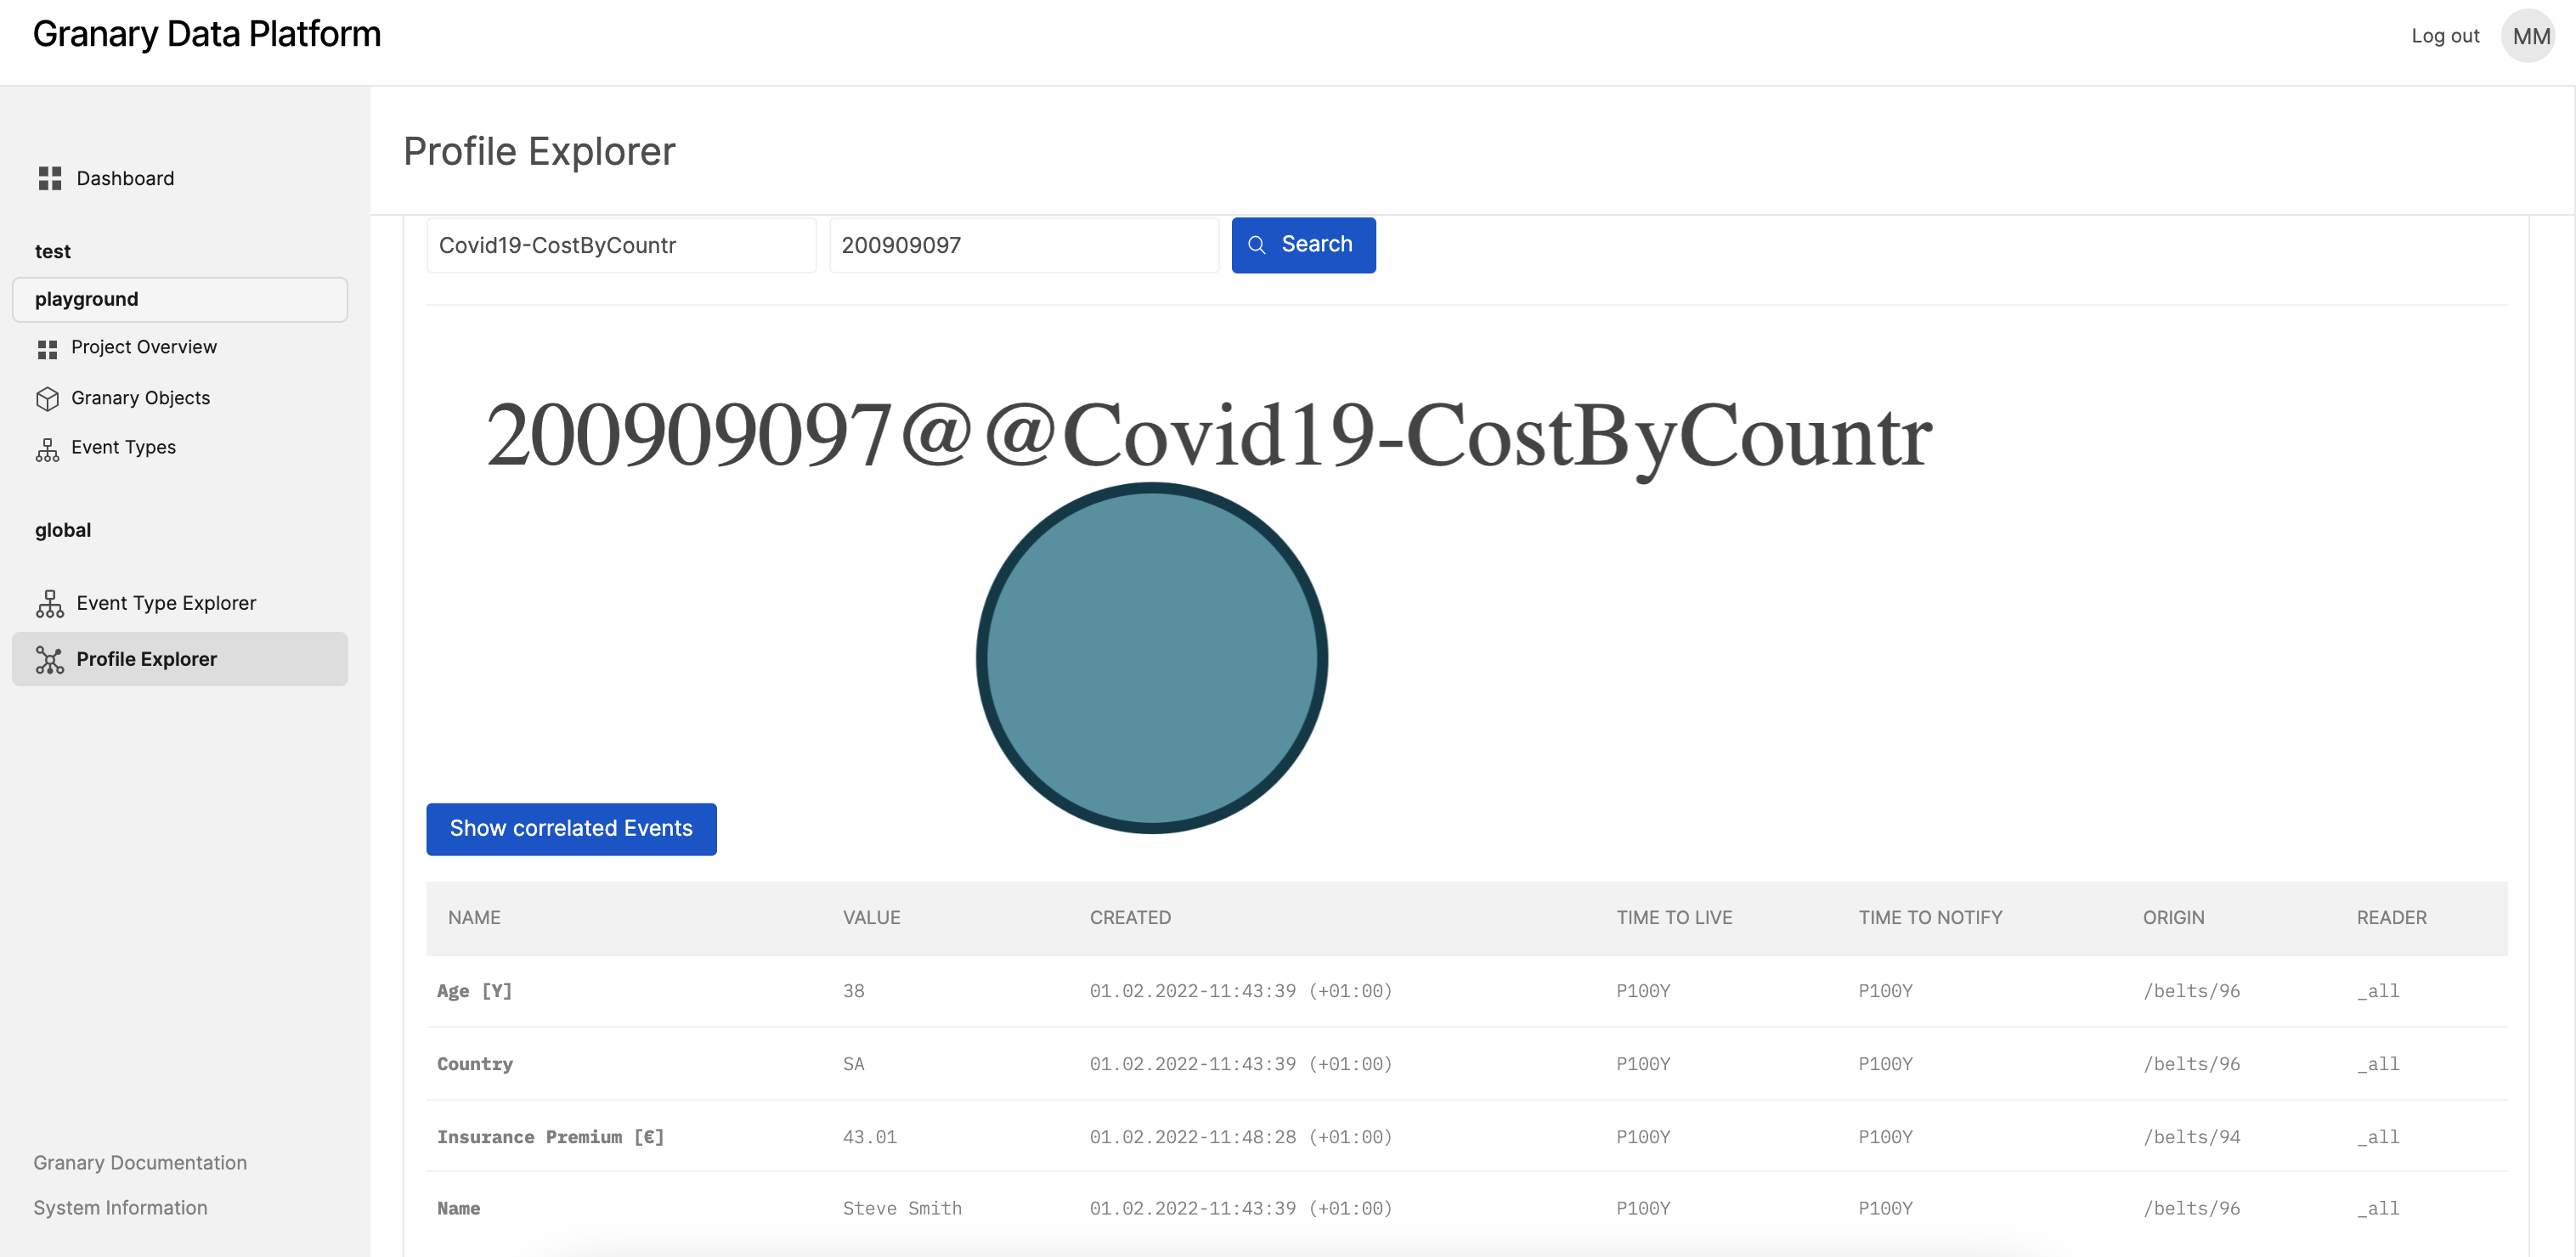 Granary Data Platform
Log out MM
Dashboard
test
playground
Project Overview
Granary Objects
Event Types
global
Event Type Explorer
Profile Explorer
Granary Documentation
System Information
Profile Explorer
Covid19-CostByCountr 200909097 Search
200909097@@Covid19-CostByCountr
Show correlated Events
NAME VALUE CREATED TIME TO LIVE TIME TO NOTIFY ORIGIN READER
Age [Y] 38 01.02.2022-11:43:39 (+01:00) P100Y P100Y /belts/96 _all
Country SA 01.02.2022-11:43:39 (+01:00) P100Y P100Y /belts/96 _all
Insurance Premium [€] 43.01 01.02.2022-11:48:28 (+01:00) P100Y P100Y /belts/94 _all
Name Steve Smith 01.02.2022-11:43:39 (+01:00) P100Y P100Y /belts/96 _all